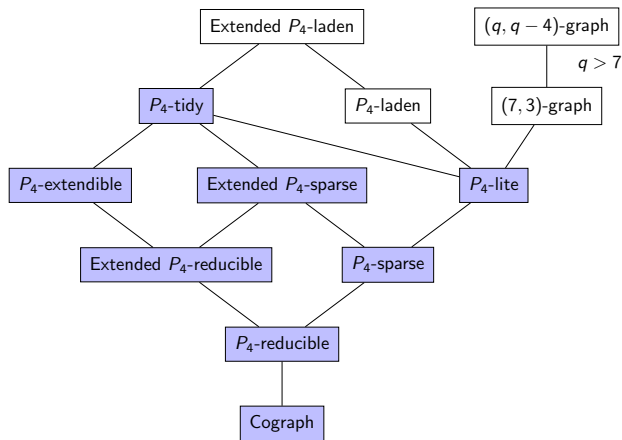 Extended P₄-laden
(q, q − 4)-graph
q > 7
P₄-tidy
P₄-laden
(7, 3)-graph
P₄-extendible
Extended P₄-sparse
P₄-lite
Extended P₄-reducible
P₄-sparse
P₄-reducible
Cograph